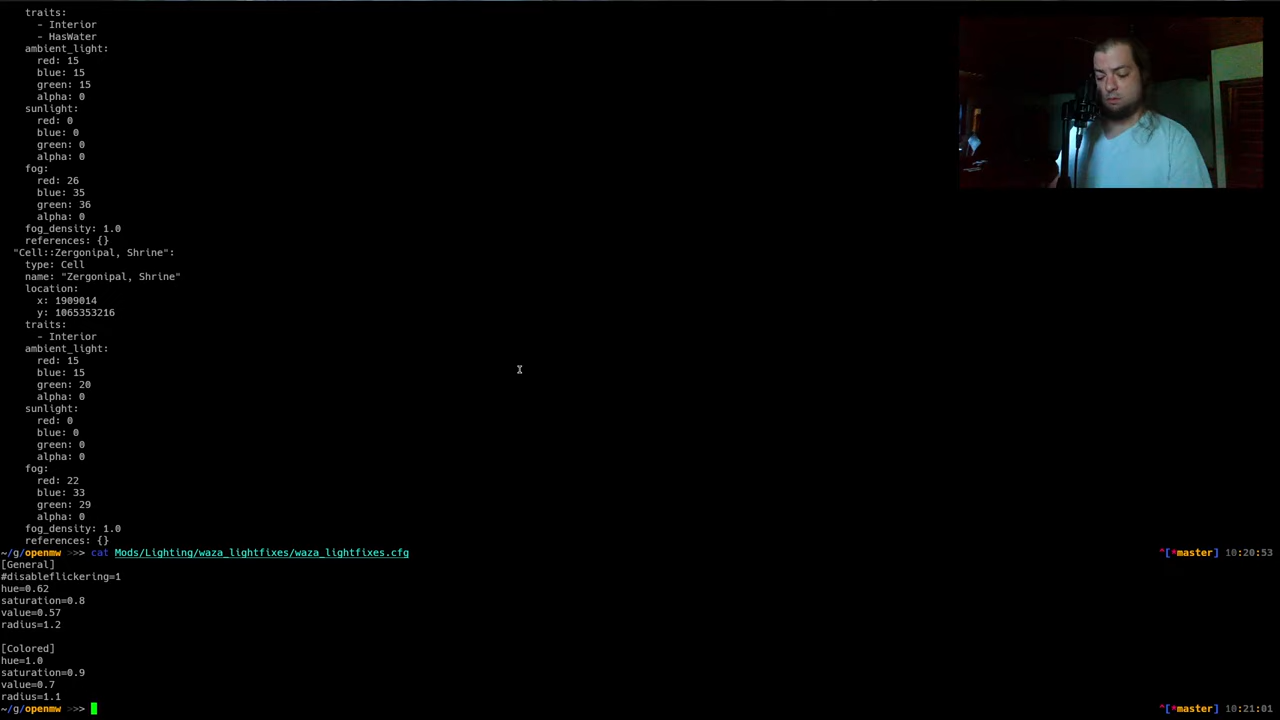 traits:
- Interior
- HasWater
ambient_light:
red: 15
blue: 15
green: 15
alpha: 0
sunlight:
red: 0
blue: 0
green: 0
alpha: 0
fog:
red: 26
blue: 35
green: 36
alpha: 0
fog_density: 1.0
references: {}
"Cell::Zergonipal, Shrine":
type: Cell
name: "Zergonipal, Shrine"
location:
x: 1909014
y: 1065353216
traits:
- Interior
ambient_light:
red: 15
blue: 15
green: 20
alpha: 0
sunlight:
red: 0
blue: 0
green: 0
alpha: 0
fog:
red: 22
blue: 33
green: 29
alpha: 0
fog_density: 1.0
references: {}
~/g/openmw >>> cat Mods/Lighting/waza_lightfixes/waza_lightfixes.cfg ^[*master] 10:20:53
[General]
#disableflickering=1
hue=0.62
saturation=0.8
value=0.57
radius=1.2
[Colored]
hue=1.0
saturation=0.9
value=0.7
radius=1.1
~/g/openmw >>> ^[*master] 10:21:01